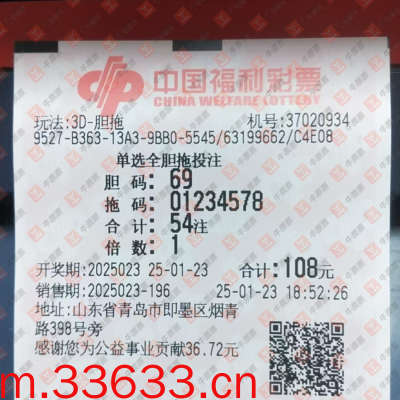 中国福利彩票
CHINA WELFARE LOTTERY
玩法:3D-胆拖 机号:37020934
9527-B363-13A3-9BB0-5545/63199662/C4E08
单选全胆拖投注
胆 码: 69
拖 码: 01234578
合 计: 54注
倍 数: 1
开奖期:2025023 25-01-23 合计:108元
销售期:2025023-196 25-01-23 18:52:26
地址:山东省青岛市即墨区烟青
路398号旁
感谢您为公益事业贡献36.72元
m.33633.cn